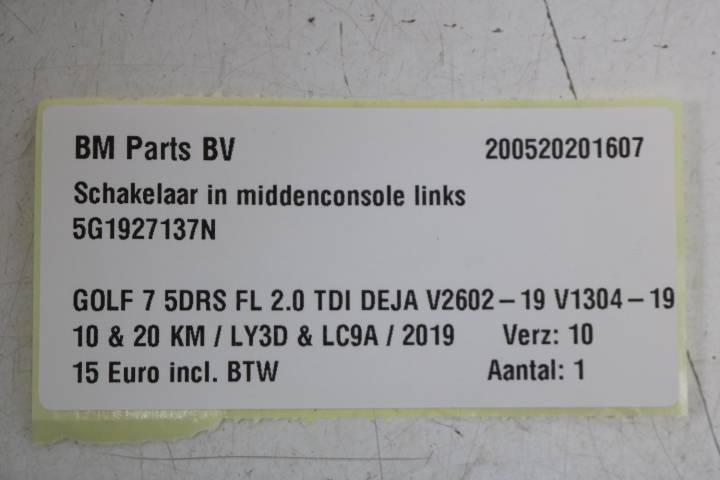 BM Parts BV 200520201607
Schakelaar in middenconsole links
5G1927137N
GOLF 7 5DRS FL 2.0 TDI DEJA V2602 – 19 V1304 – 19
10 & 20 KM / LY3D & LC9A / 2019 Verz: 10
15 Euro incl. BTW Aantal: 1